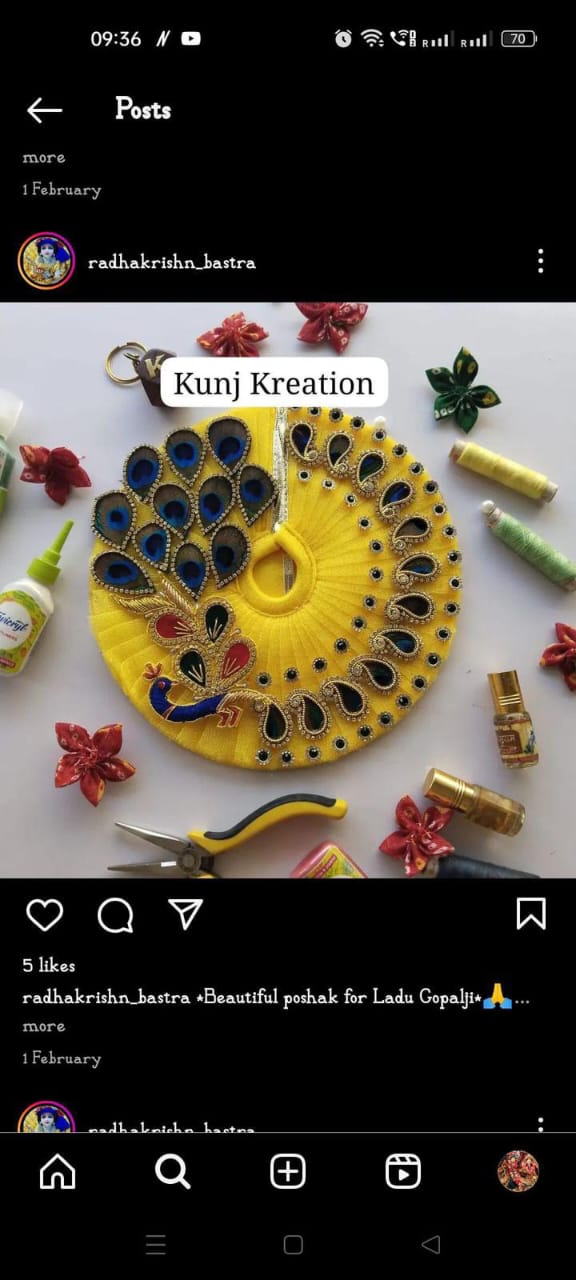 09:36
70
Posts
more
1 February
radhakrishn_bastra
K
Kunj Kreation
5 likes
radhakrishn_bastra *Beautiful poshak for Ladu Gopalji*🙏...
more
1 February
radhakrishn_bastra